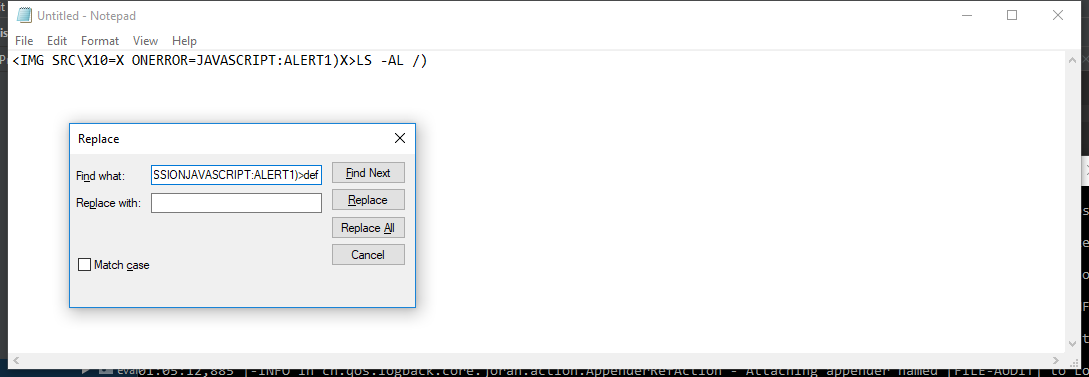 Untitled - Notepad
File Edit Format View Help
<IMG SRC\X10=X ONERROR=JAVASCRIPT:ALERT1)X>LS -AL /)
Replace
Find what: SSIONJAVASCRIPT:ALERT1)>def Find Next
Replace with: Replace
Replace All
Cancel
Match case
eval01:05:12,885 |-INFO in ch.qos.logback.core.joran.action.AppenderRefAction - Attaching appender named [FILE-AUDIT] to Lo